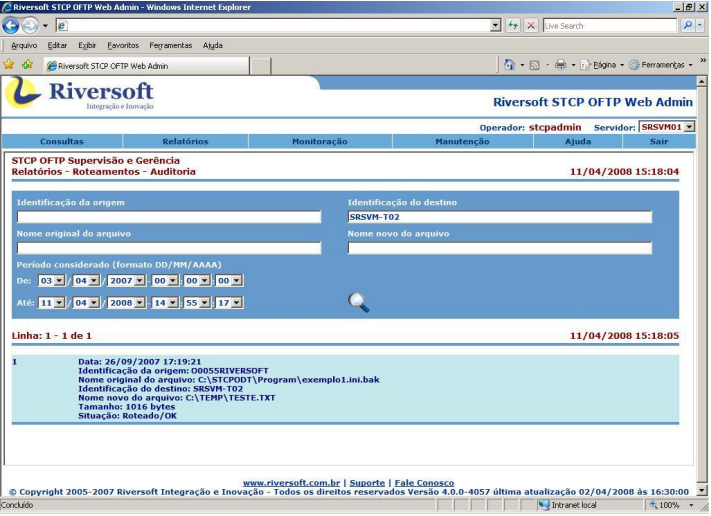 Riversoft STCP OFTP Web Admin - Windows Internet Explorer
Live Search
Arquivo Editar Exibir Favoritos Ferramentas Ajuda
Riversoft STCP OFTP Web Admin
Página Ferramentas
Riversoft
Integração e Inovação
Riversoft STCP OFTP Web Admin
Operador: stcpadmin Servidor: SRSVM01
Consultas Relatórios Monitoração Manutenção Ajuda Sair
STCP OFTP Supervisão e Gerência
Relatórios - Roteamentos - Auditoria 11/04/2008 15:18:04
Identificação da origem Identificação do destino
SRSVM-T02
Nome original do arquivo Nome novo do arquivo
Período considerado (formato DD/MM/AAAA)
De: 03 / 04 / 2007 - 00 : 00 : 00
Até: 11 / 04 / 2008 - 14 : 55 : 17
Linha: 1 - 1 de 1 11/04/2008 15:18:05
1 Data: 26/09/2007 17:19:21
Identificação da origem: O0055RIVERSOFT
Nome original do arquivo: C:\STCPODT\Program\exemplo1.ini.bak
Identificação do destino: SRSVM-T02
Nome novo do arquivo: C:\TEMP\TESTE.TXT
Tamanho: 1016 bytes
Situação: Roteado/OK
www.riversoft.com.br | Suporte | Fale Conosco
© Copyright 2005-2007 Riversoft Integração e Inovação - Todos os direitos reservados Versão 4.0.0-4057 última atualização 02/04/2008 às 16:30:00
Concluído Intranet local 100%